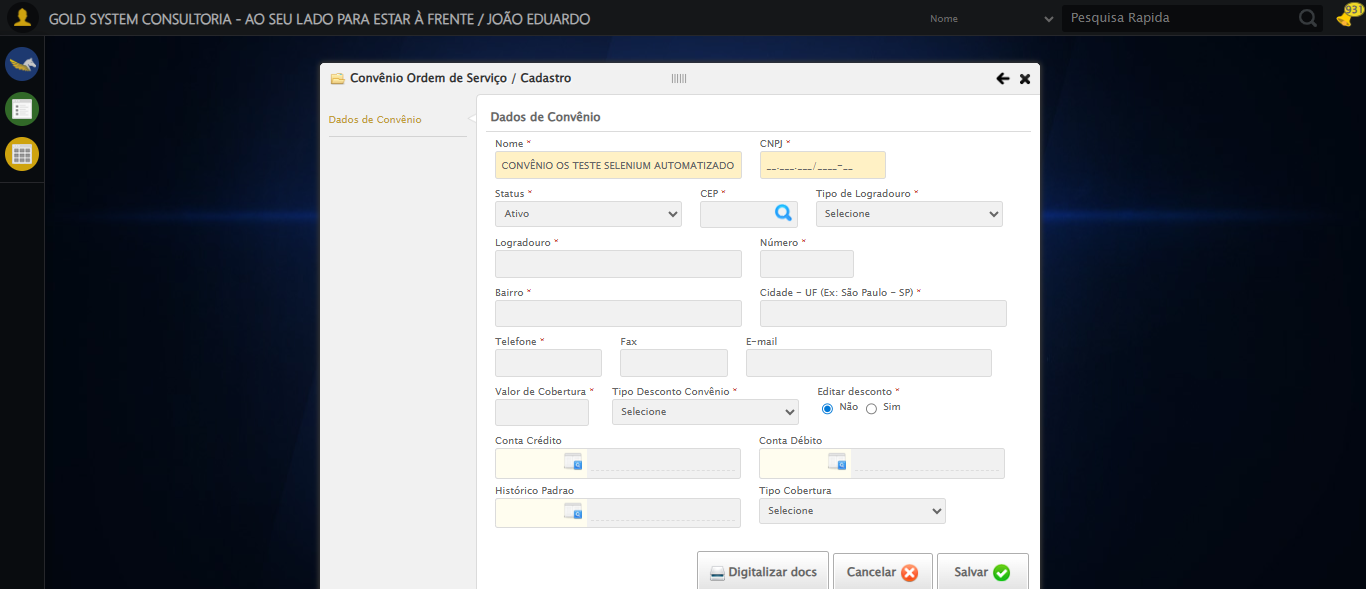 GOLD SYSTEM CONSULTORIA - AO SEU LADO PARA ESTAR À FRENTE / JOÃO EDUARDO
Nome
Pesquisa Rapida
931
Convênio Ordem de Serviço / Cadastro
Dados de Convênio
Dados de Convênio
Nome * CNPJ *
CONVÊNIO OS TESTE SELENIUM AUTOMATIZADO __.___.___/____-__
Status * CEP * Tipo de Logradouro *
Ativo Selecione
Logradouro * Número *
Bairro * Cidade - UF (Ex: São Paulo - SP) *
Telefone * Fax E-mail
Valor de Cobertura * Tipo Desconto Convênio * Editar desconto *
Selecione Não Sim
Conta Crédito Conta Débito
Histórico Padrao Tipo Cobertura
Selecione
Digitalizar docs Cancelar Salvar